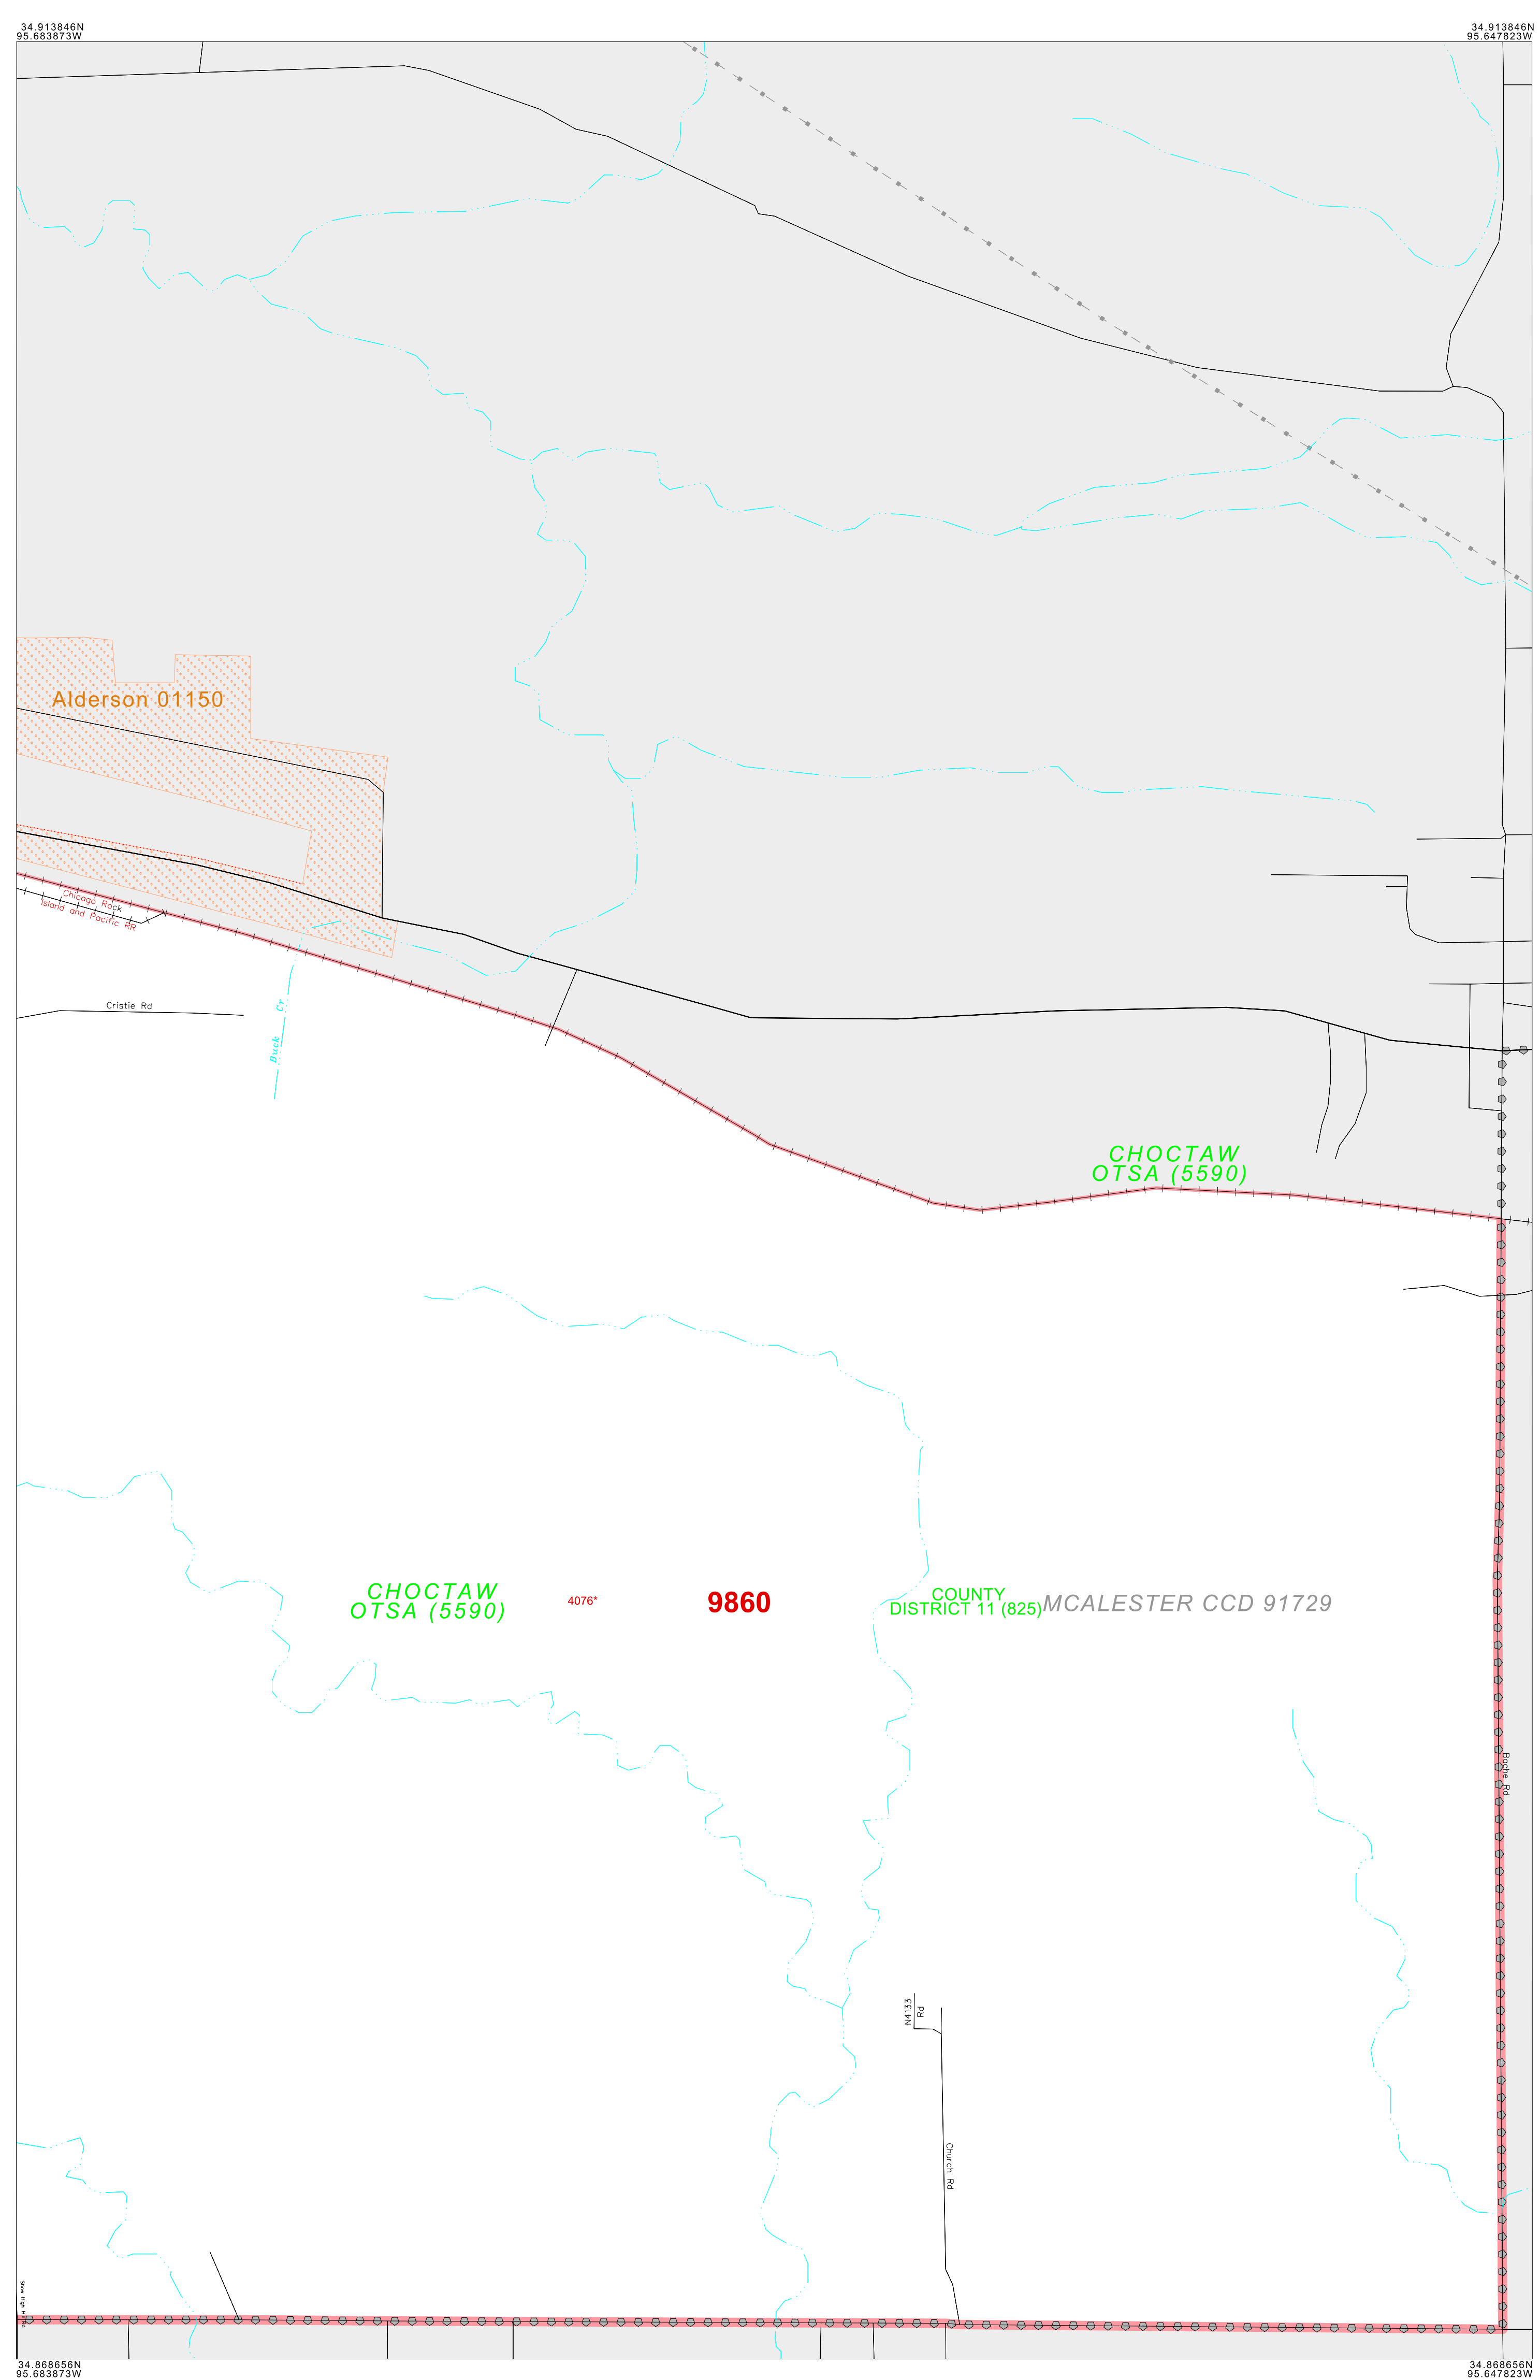 34.913846N
95.683873W
34.913846N
95.647823W
Alderson 01150
Chicago Rock
Island and Pacific RR
Cristie Rd
Buck Cr
CHOCTAW
OTSA (5590)
CHOCTAW
OTSA (5590)
4076*
9860
COUNTY
DISTRICT 11 (825)
MCALESTER CCD 91729
Bache Rd
N4133
Rd
Church Rd
34.868656N
95.683873W
34.868656N
95.647823W